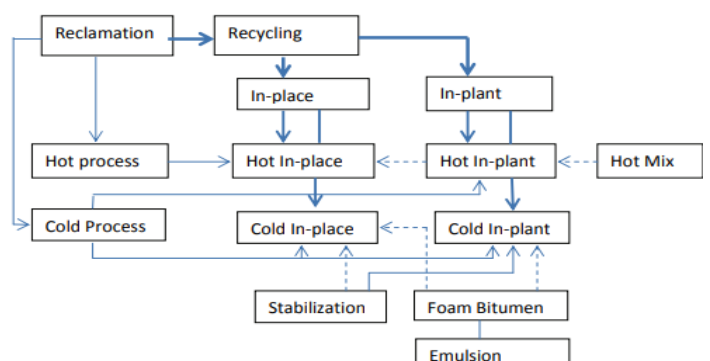 Reclamation
Recycling
In-place
In-plant
Hot process
Hot In-place
Hot In-plant
Hot Mix
Cold Process
Cold In-place
Cold In-plant
Stabilization
Foam Bitumen
Emulsion